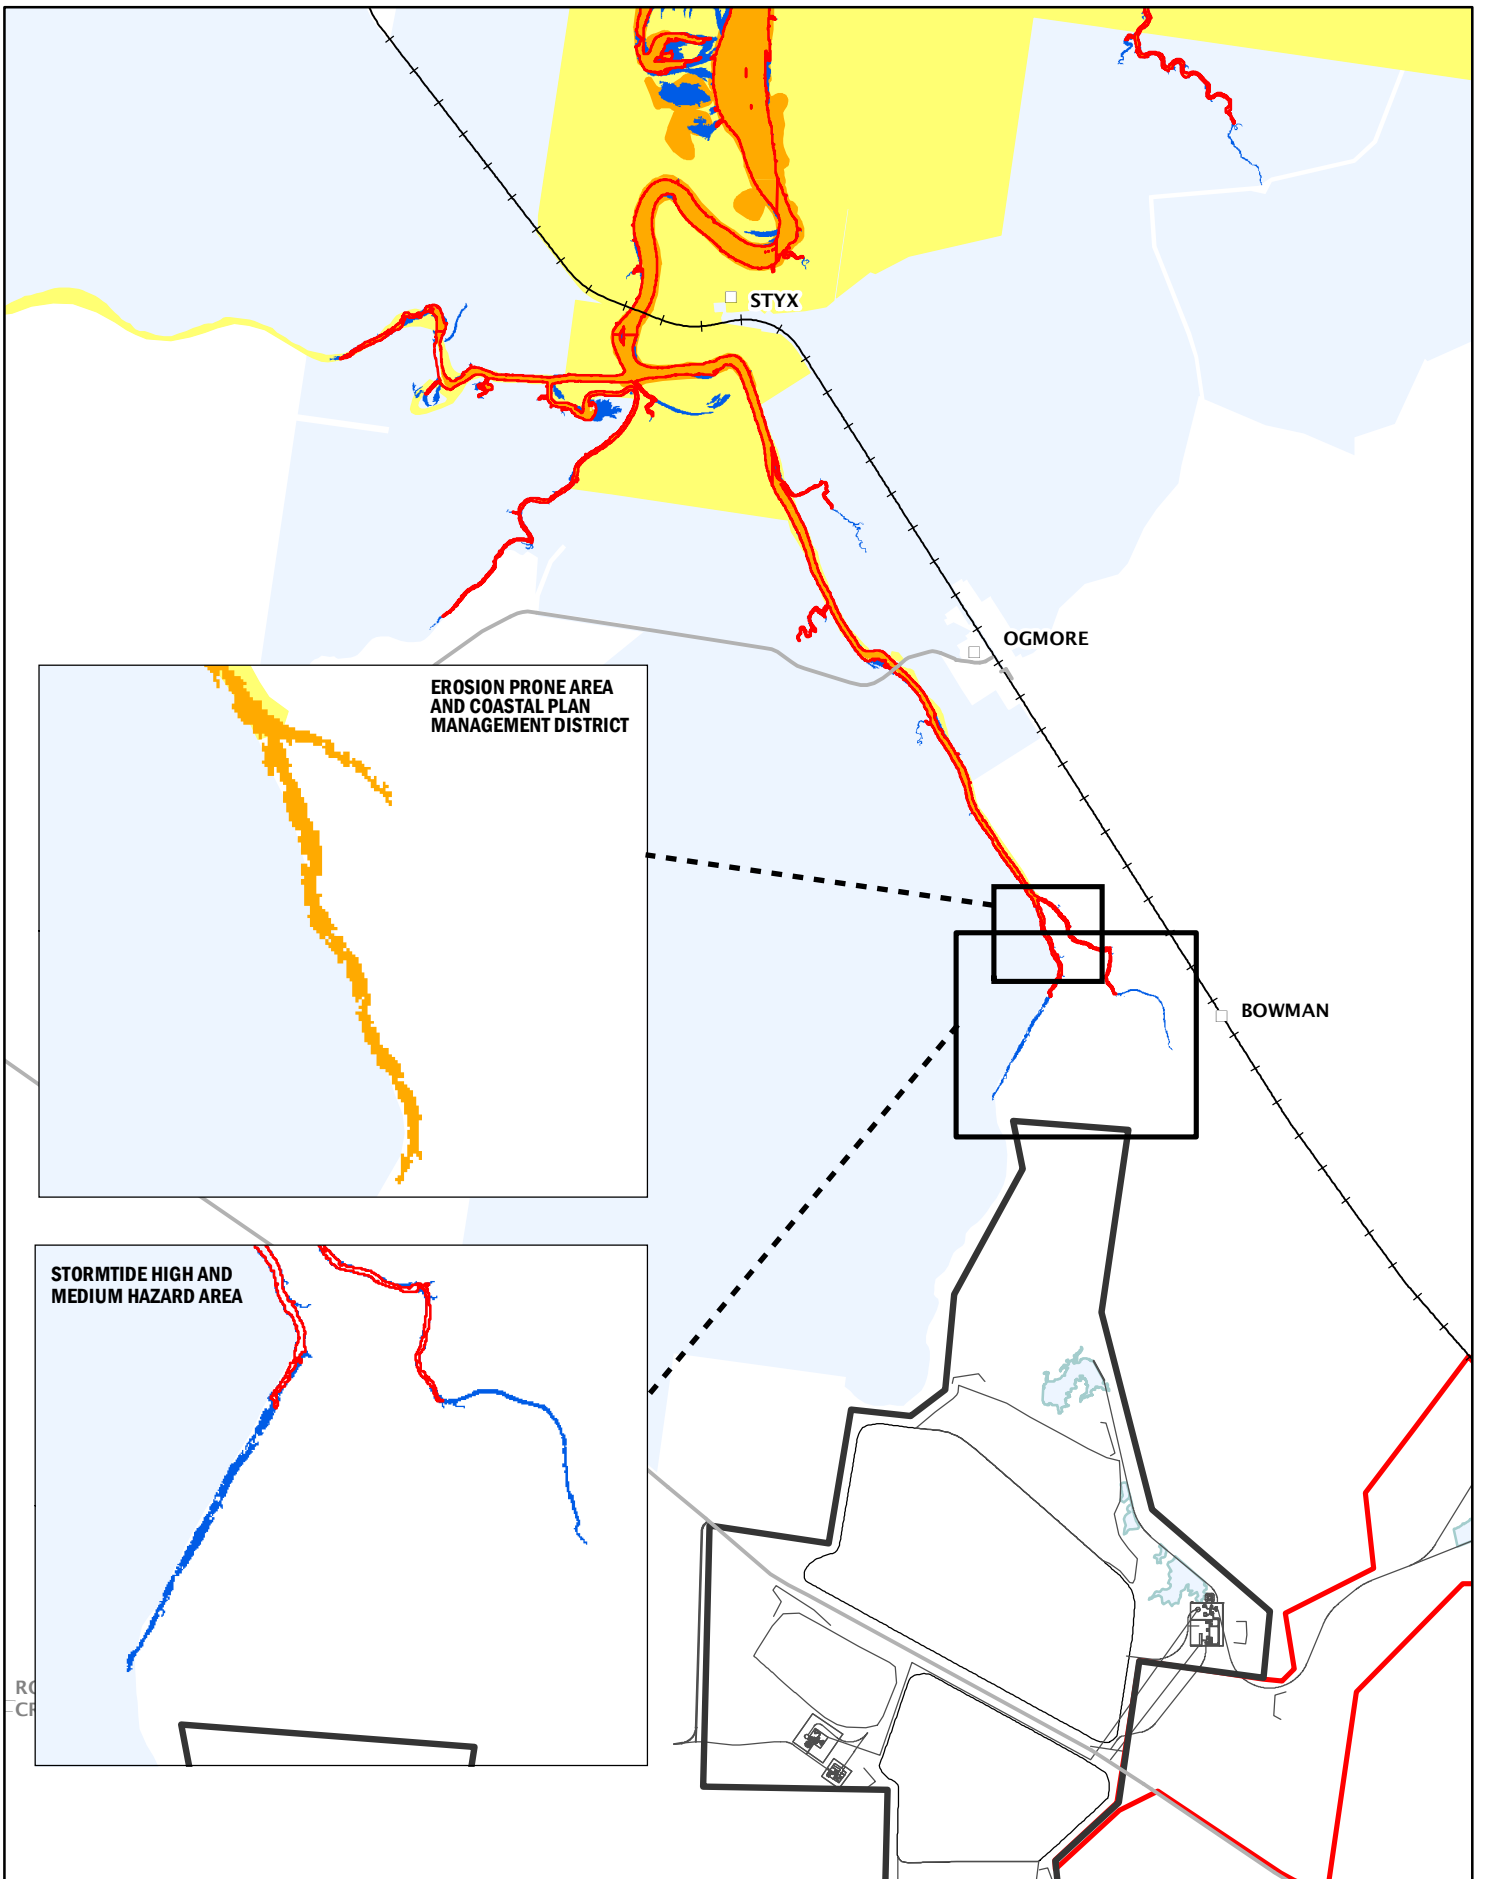 STYX
OGMORE
EROSION PRONE AREA
AND COASTAL PLAN
MANAGEMENT DISTRICT
BOWMAN
STORMTIDE HIGH AND
MEDIUM HAZARD AREA